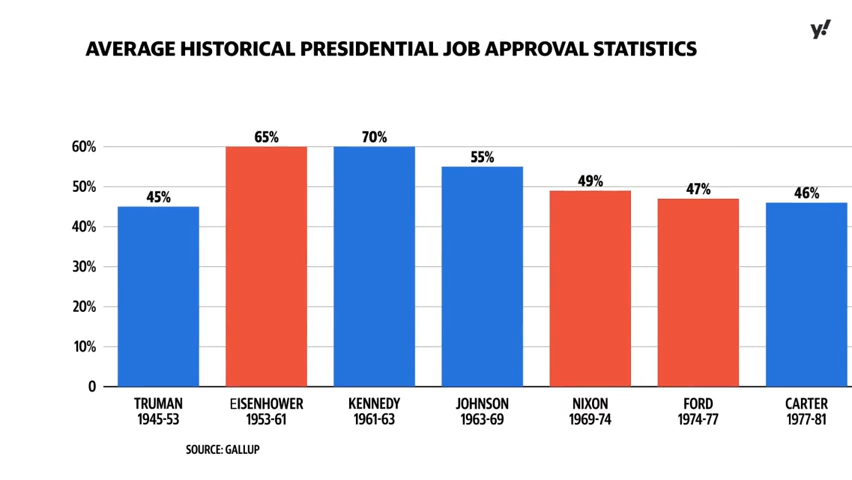 y!
AVERAGE HISTORICAL PRESIDENTIAL JOB APPROVAL STATISTICS
60%
50%
40%
30%
20%
10%
0
45%
65%
70%
55%
49%
47%
46%
TRUMAN
1945-53
EISENHOWER
1953-61
KENNEDY
1961-63
JOHNSON
1963-69
NIXON
1969-74
FORD
1974-77
CARTER
1977-81
SOURCE: GALLUP